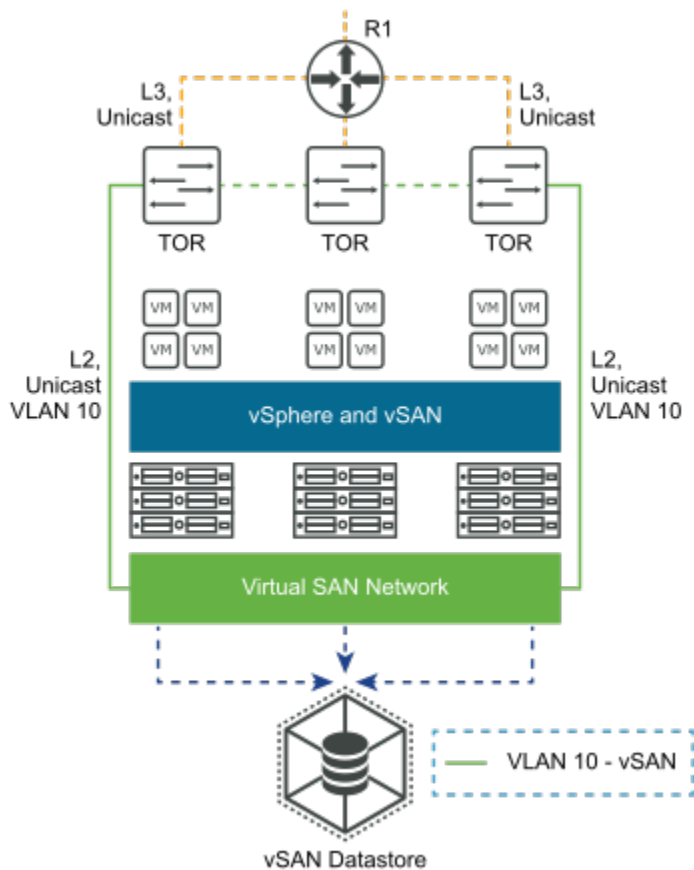 R1
L3,
Unicast
L3,
Unicast
TOR
TOR
TOR
VM VM
VM VM
VM VM
VM VM
VM VM
VM VM
L2,
Unicast
VLAN 10
L2,
Unicast
VLAN 10
vSphere and vSAN
Virtual SAN Network
VLAN 10 - vSAN
vSAN Datastore